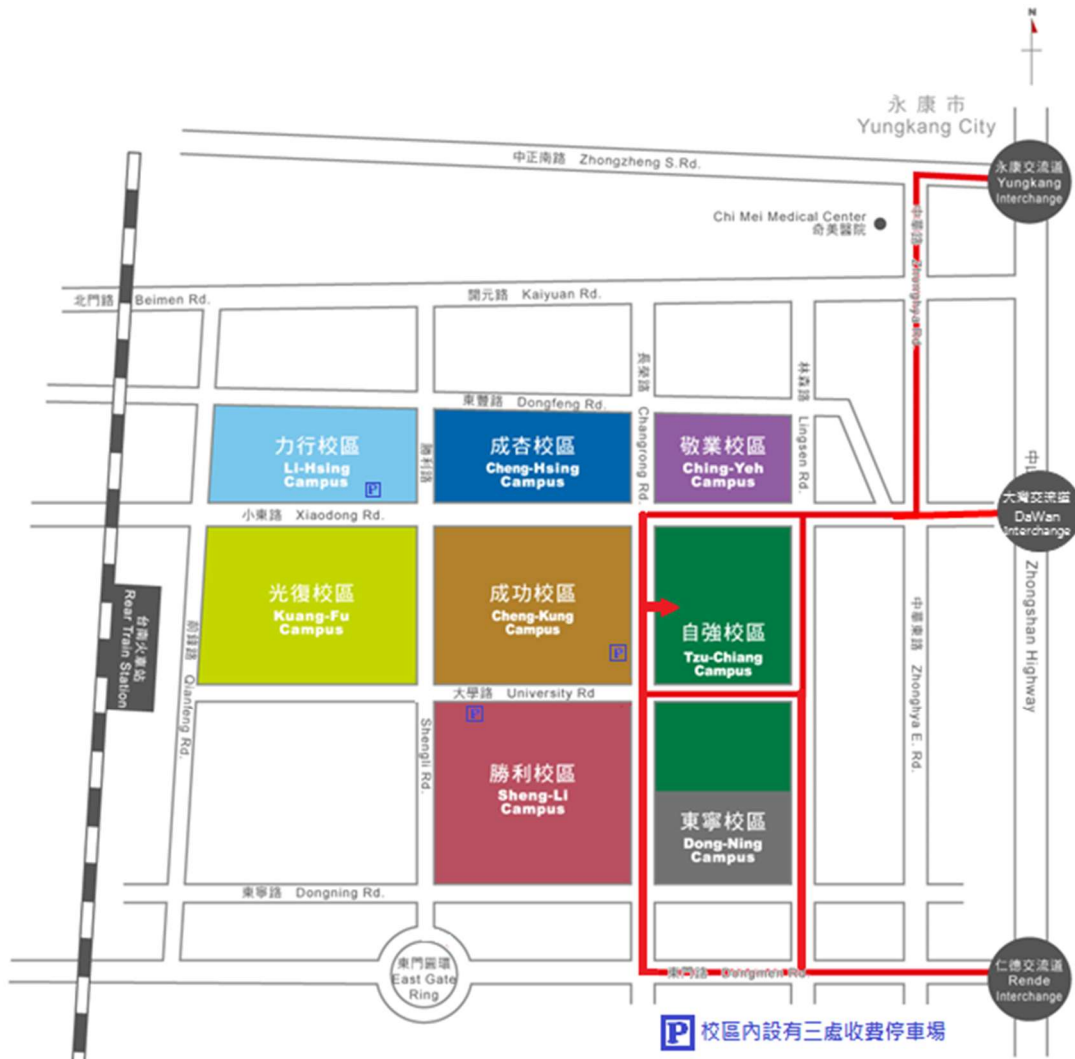 N
永康市
Yungkang City
中正南路 Zhongzheng S.Rd.
永康交流道
Yungkang
Interchange
Chi Mei Medical Center
奇美醫院
中華路 Zhonghya Rd
北門路 Beimen Rd.
開元路 Kaiyuan Rd.
長榮路 Changrong Rd.
林森路 Lingsen Rd.
東豐路 Dongfeng Rd.
力行校區
Li-Hsing
Campus
P
勝利路
成杏校區
Cheng-Hsing
Campus
敬業校區
Ching-Yeh
Campus
小東路 Xiaodong Rd.
大灣交流道
DaWan
Interchange
中
Zhongshan Highway
台南火車站
Rear Train Station
前鋒路 Qianfeng Rd.
光復校區
Kuang-Fu
Campus
成功校區
Cheng-Kung
Campus
P
自強校區
Tzu-Chiang
Campus
中華東路 Zhonghya E. Rd.
大學路 University Rd
P
Shengli Rd.
勝利校區
Sheng-Li
Campus
東寧校區
Dong-Ning
Campus
東寧路 Dongning Rd.
東門圓環
East Gate
Ring
東門路 Dongmen Rd.
仁德交流道
Rende
Interchange
P 校區內設有三處收費停車場